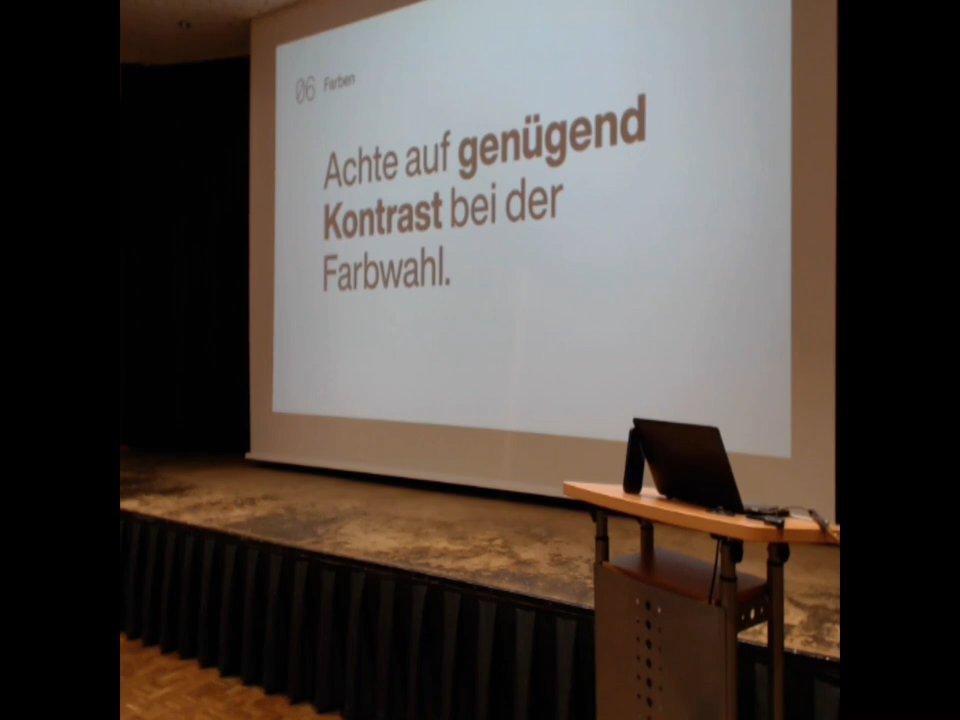 06 Farben
Achte auf genügend
Kontrast bei der
Farbwahl.